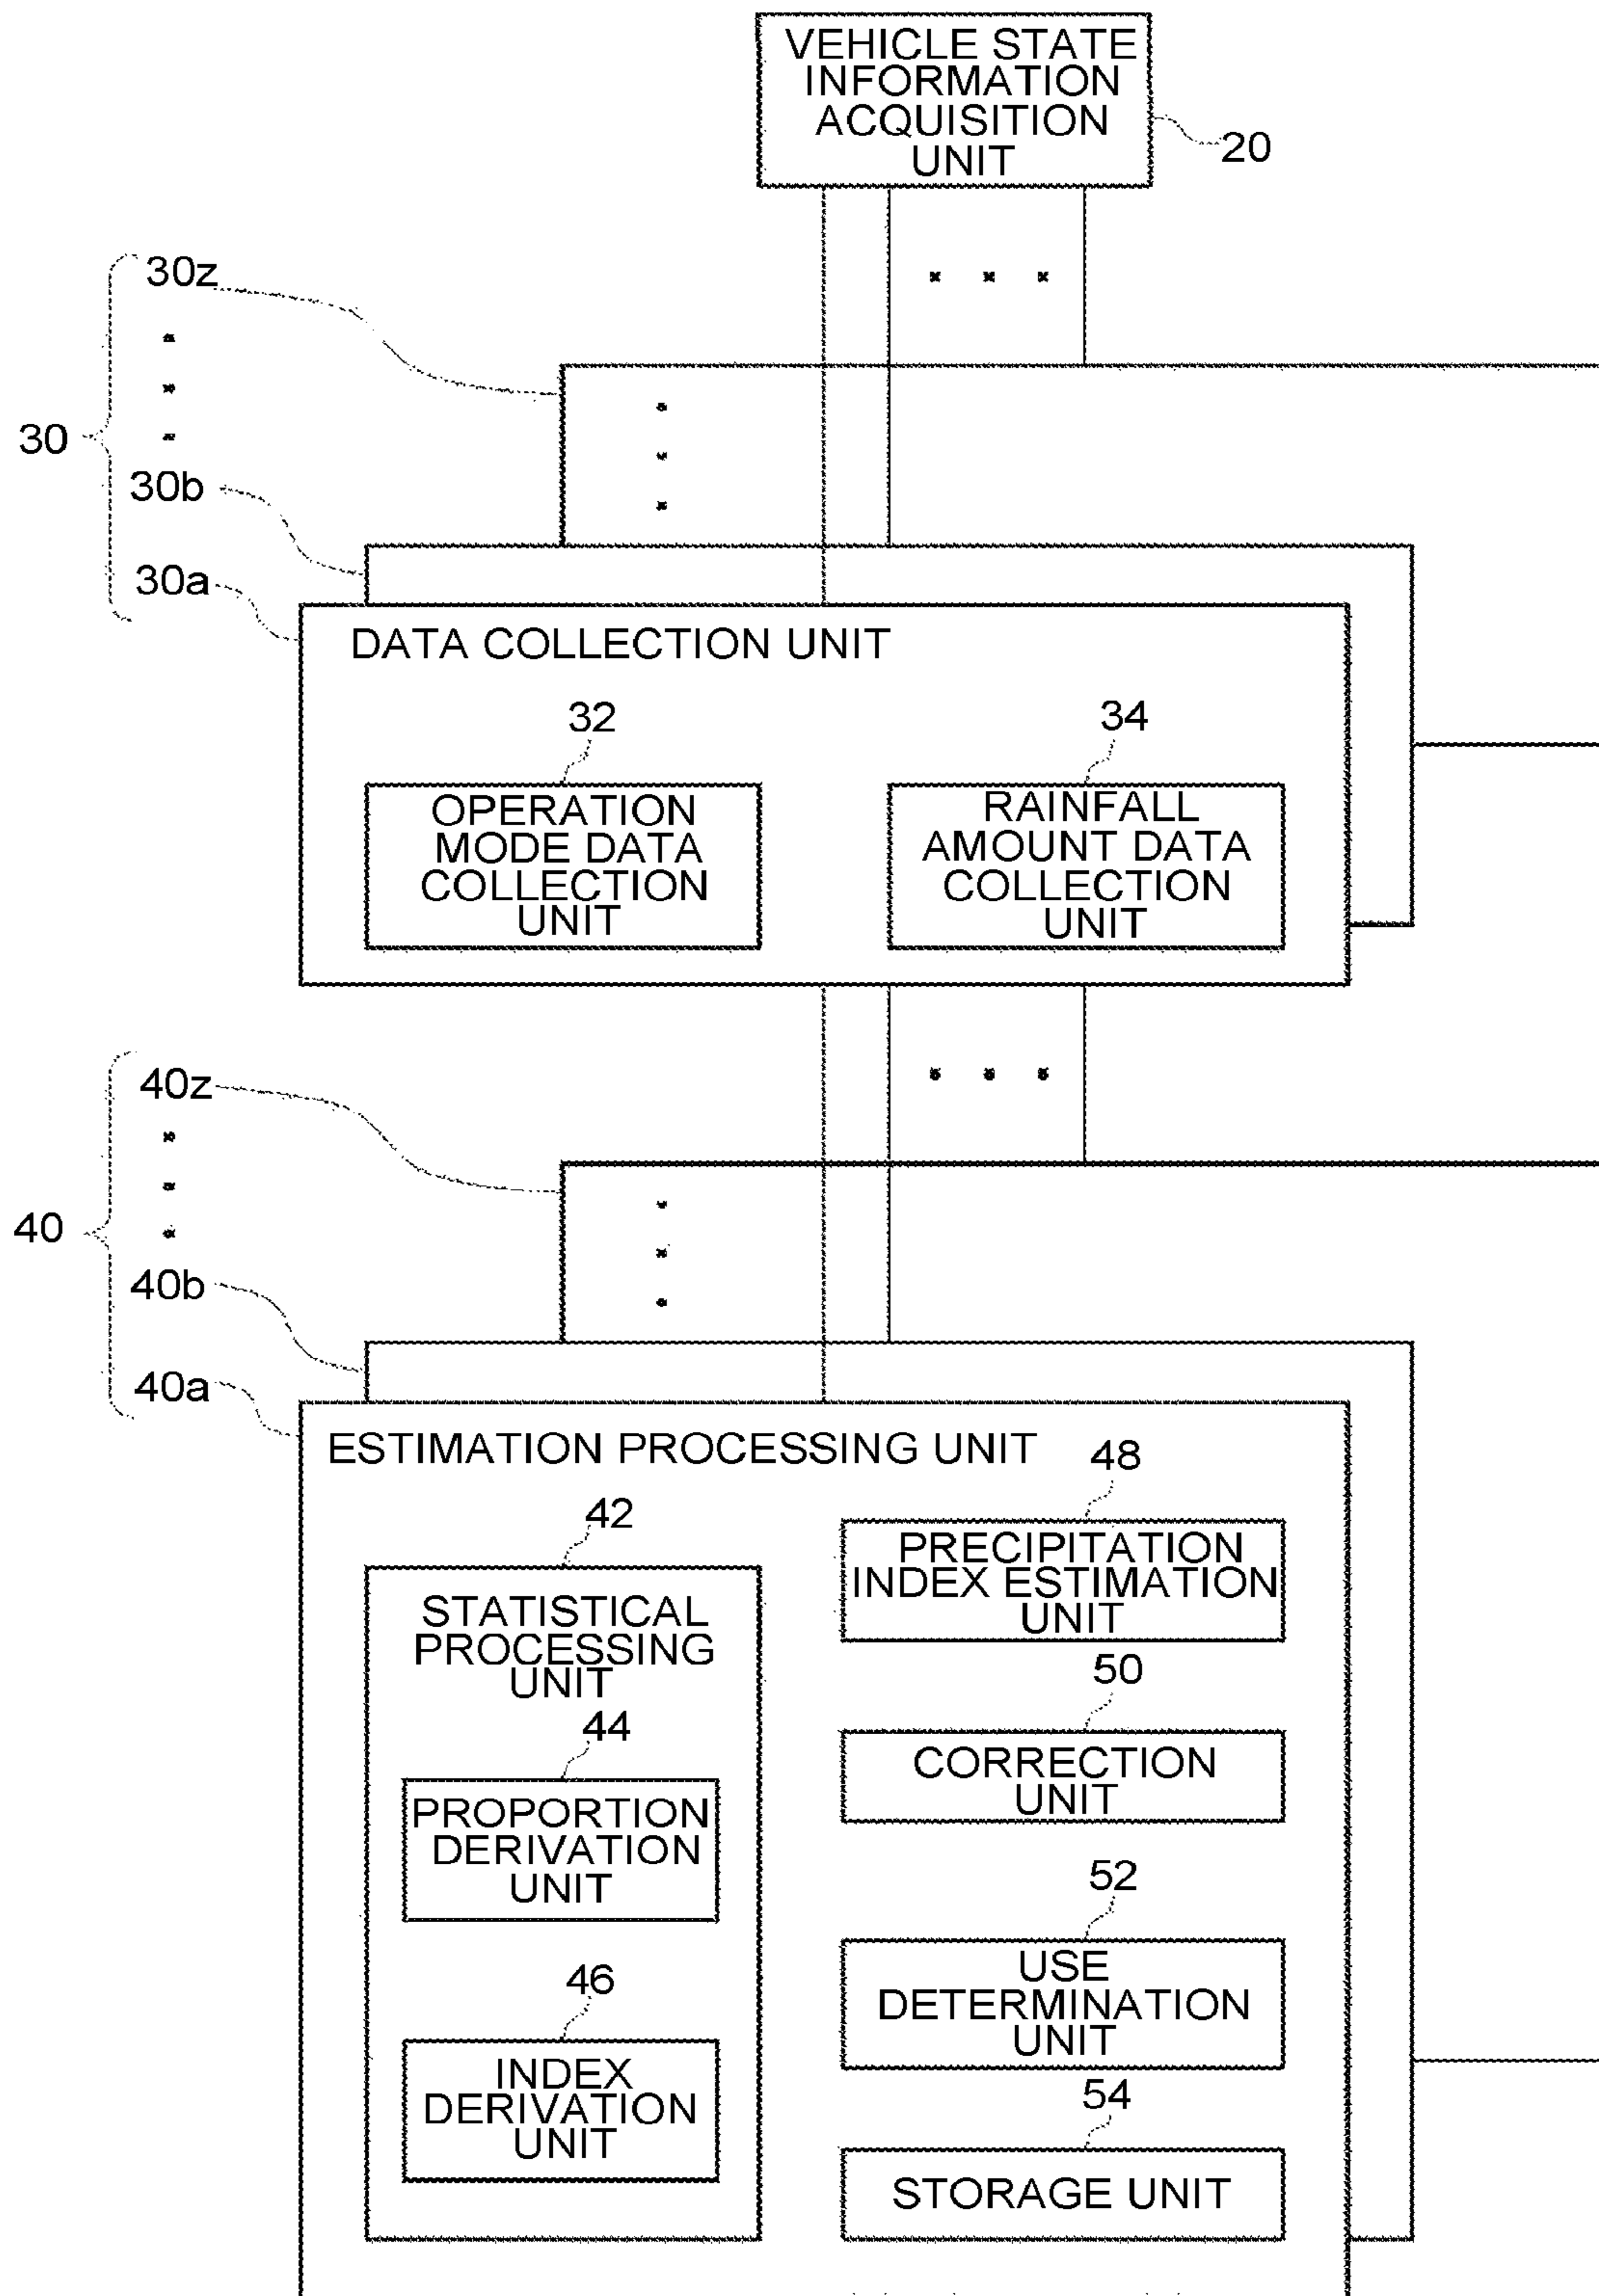 VEHICLE STATE
INFORMATION
ACQUISITION
UNIT
20
30z
30
30b
30a
DATA COLLECTION UNIT
32
34
OPERATION
MODE DATA
COLLECTION
UNIT
RAINFALL
AMOUNT DATA
COLLECTION
UNIT
40z
40
40b
40a
ESTIMATION PROCESSING UNIT
42
STATISTICAL
PROCESSING
UNIT
44
PROPORTION
DERIVATION
UNIT
46
INDEX
DERIVATION
UNIT
48
PRECIPITATION
INDEX ESTIMATION
UNIT
50
CORRECTION
UNIT
52
USE
DETERMINATION
UNIT
54
STORAGE UNIT